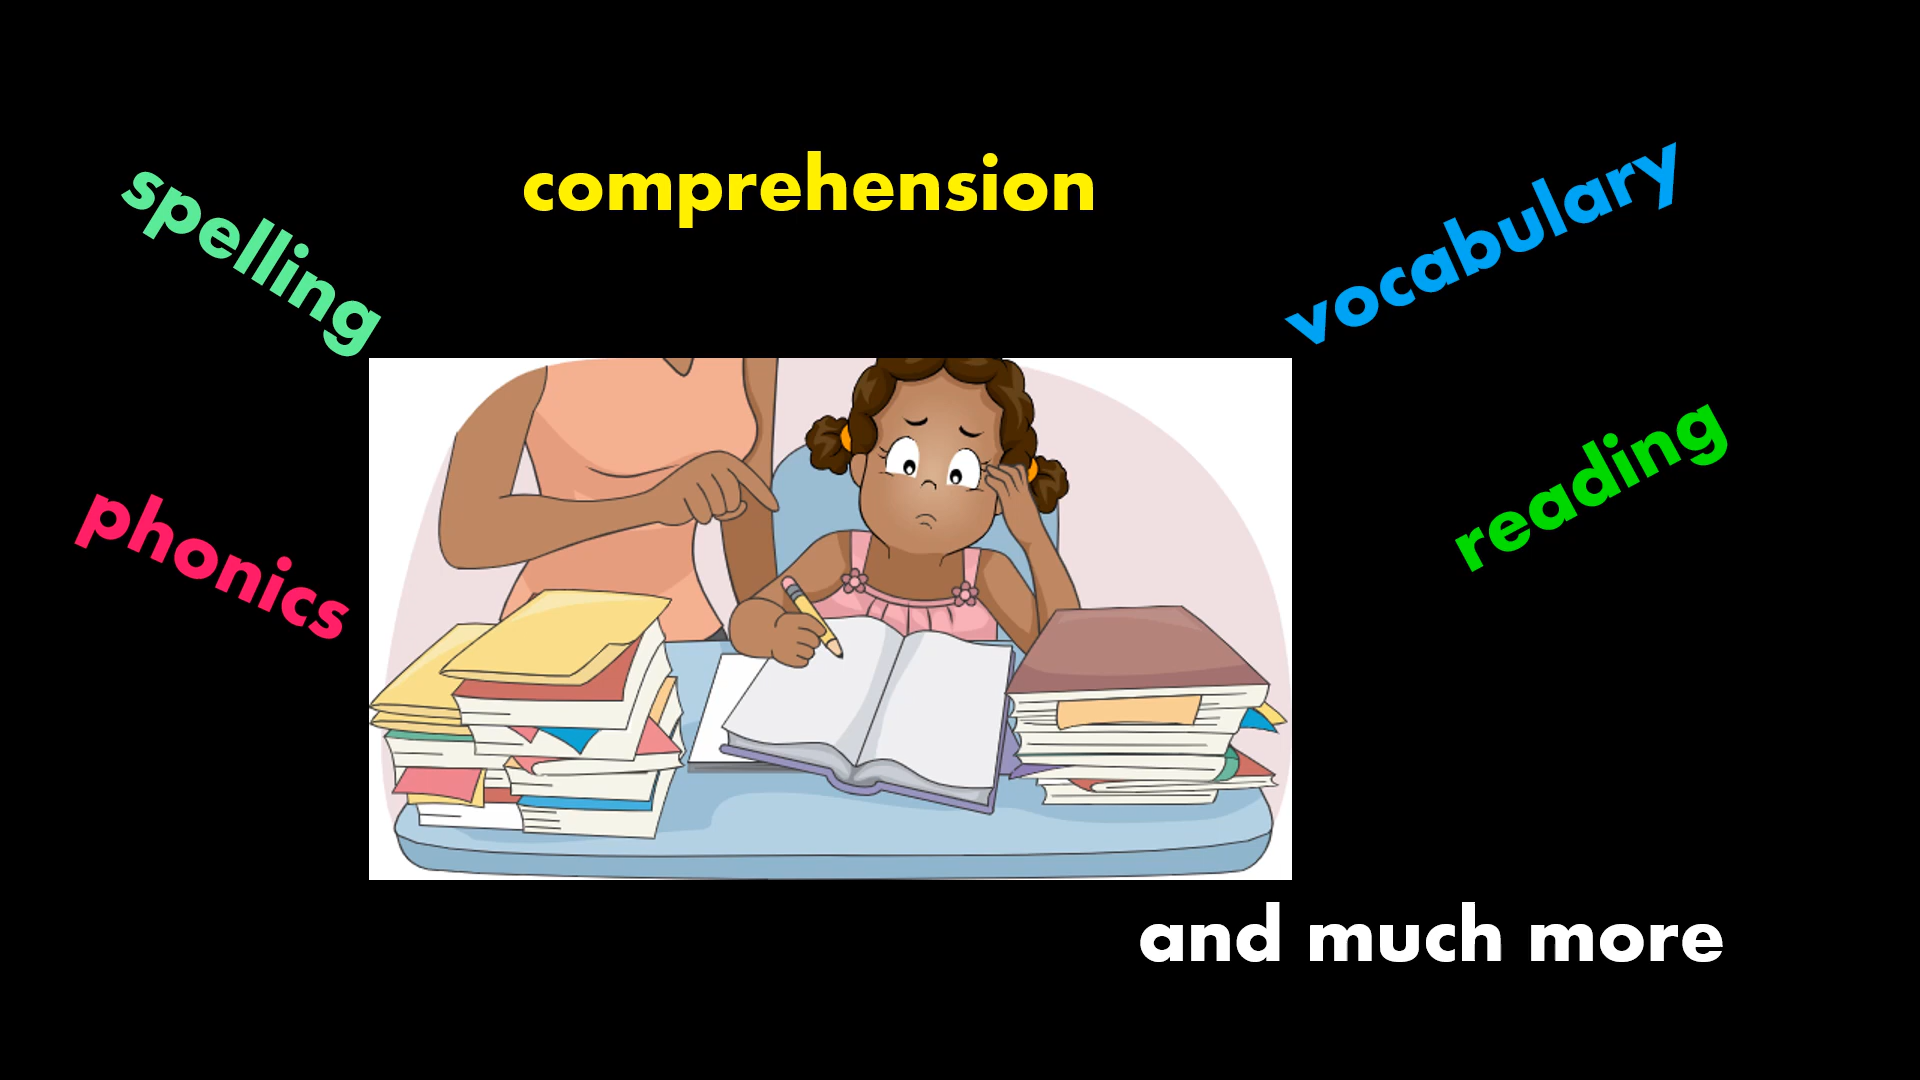 spelling
comprehension
vocabulary
phonics
reading
and much more